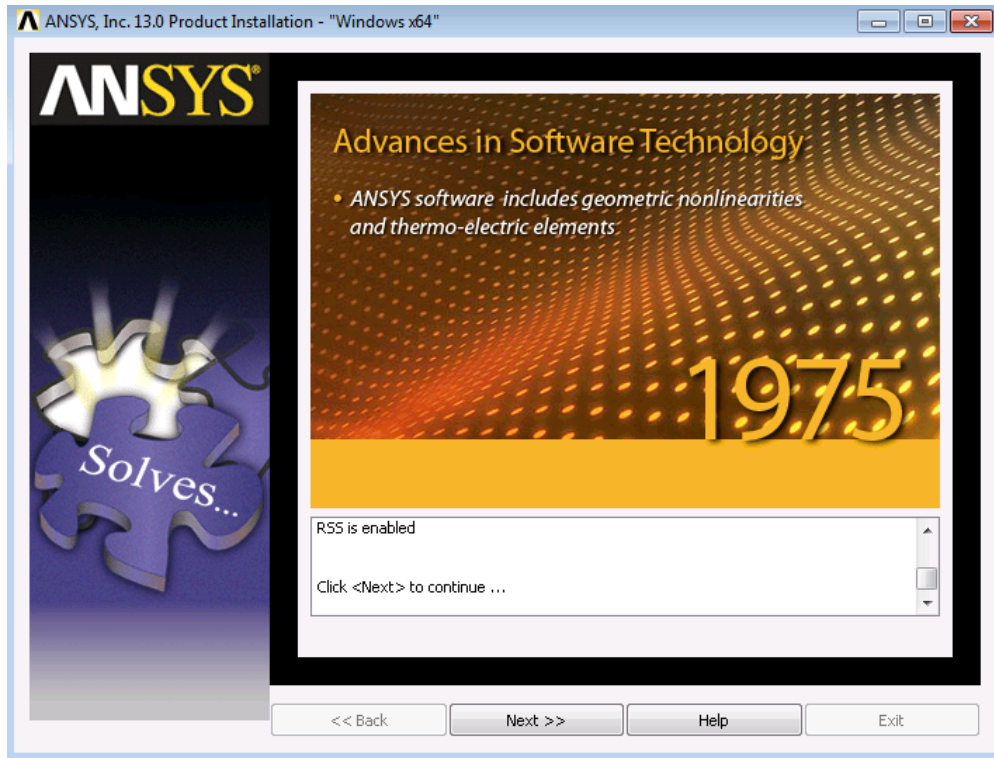 ANSYS, Inc. 13.0 Product Installation - "Windows x64"
ANSYS®
Advances in Software Technology
• ANSYS software includes geometric nonlinearities
and thermo-electric elements
1975
Solves...
RSS is enabled
Click <Next> to continue ...
<< Back
Next >>
Help
Exit